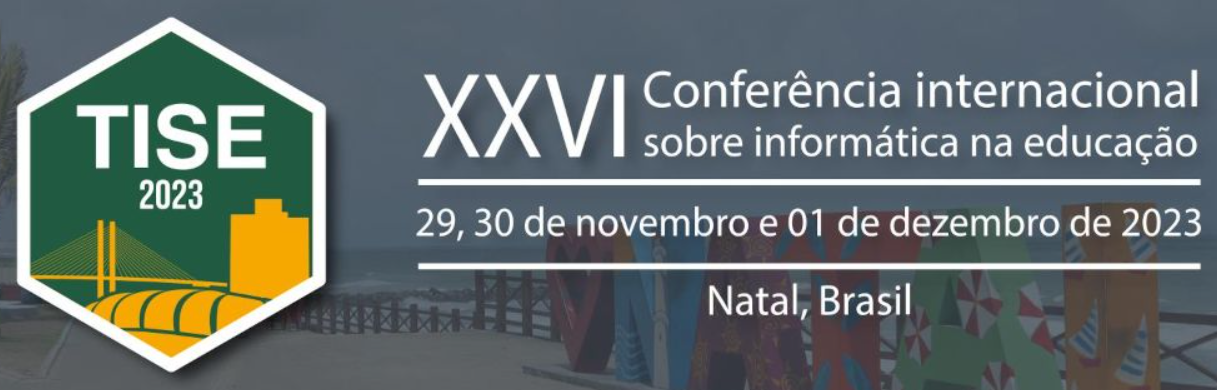 TISE
2023
XXVI
Conferência internacional
sobre informática na educação
29, 30 de novembro e 01 de dezembro de 2023
Natal, Brasil